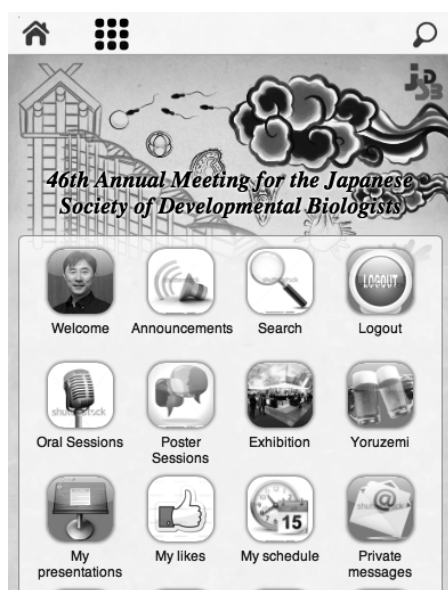 JSDB
46th Annual Meeting for the Japanese
Society of Developmental Biologists
Welcome
Announcements
Search
LOGOUT
Logout
shutterstock
Oral Sessions
Poster
Sessions
Exhibition
Yoruzemi
15
@
My
presentations
My likes
My schedule
Private
messages